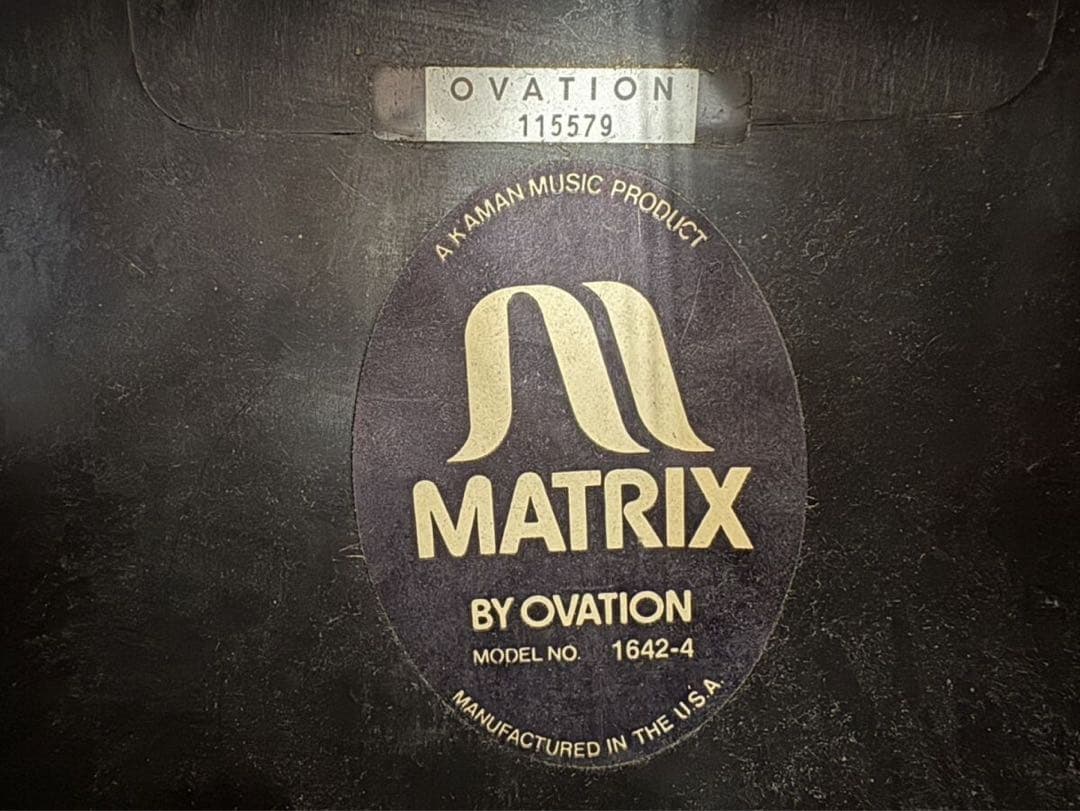 OVATION
115579
A KAMAN MUSIC PRODUCT
MATRIX
BY OVATION
MODEL NO. 1642-4
MANUFACTURED IN THE U.S.A.